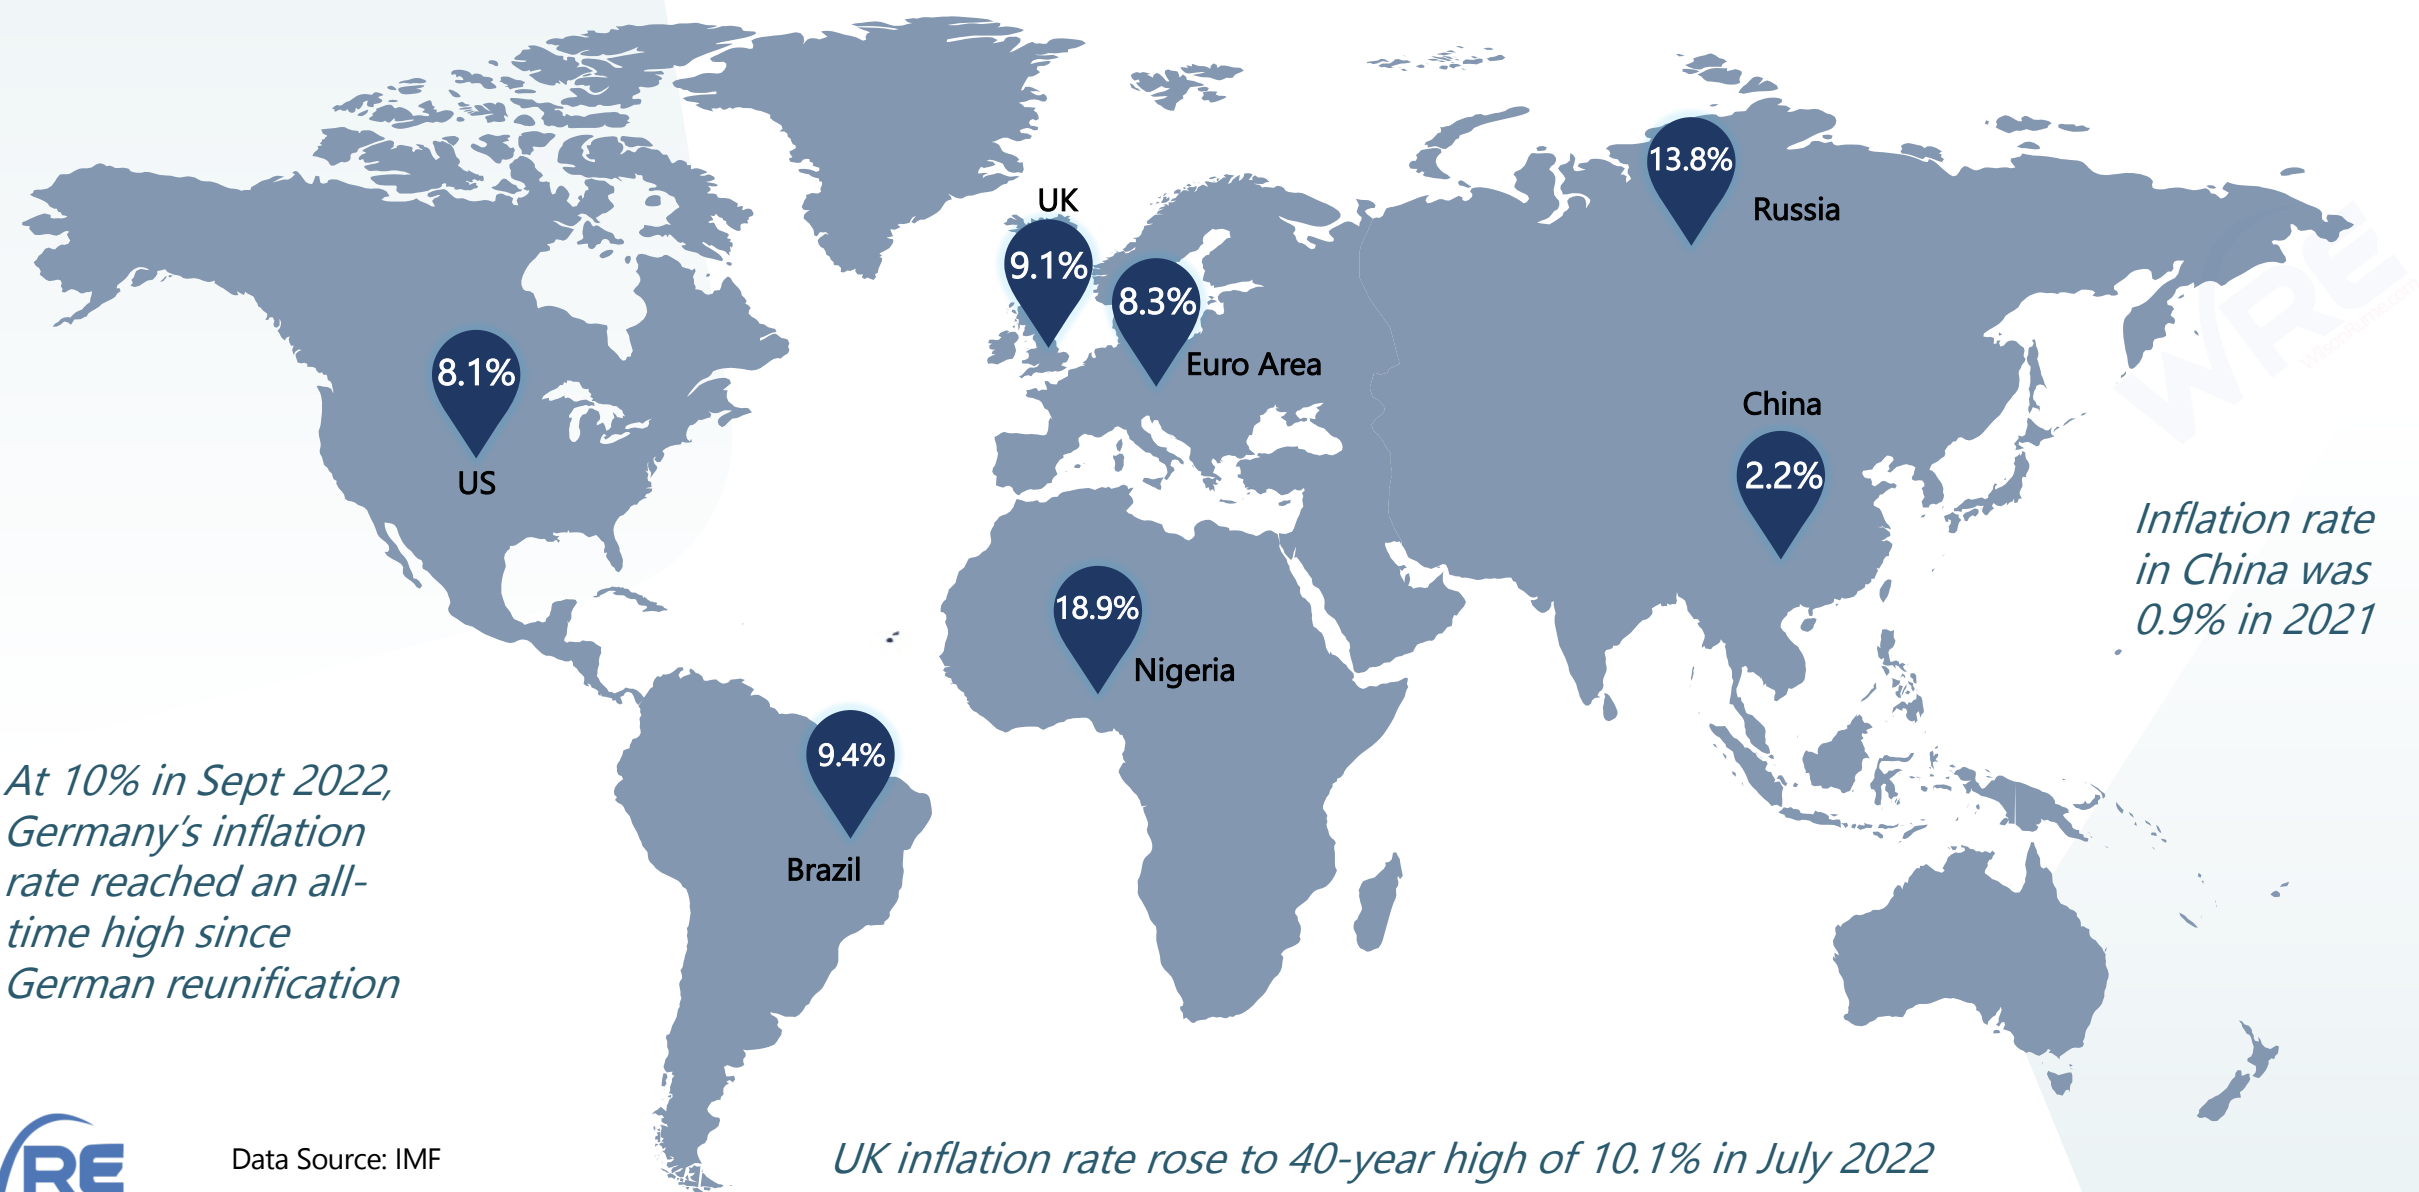 13.8%
Russia
UK
9.1%
8.3%
Euro Area
8.1%
US
China
2.2%
Inflation rate
in China was
0.9% in 2021
18.9%
Nigeria
9.4%
Brazil
At 10% in Sept 2022,
Germany's inflation
rate reached an all-
time high since
German reunification
RE
Data Source: IMF
UK inflation rate rose to 40-year high of 10.1% in July 2022
WRE
WilsonRume.com